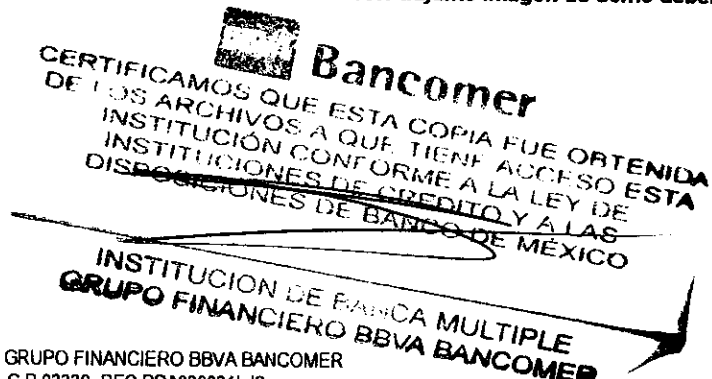 imagen
BBVA Bancomer
CERTIFICAMOS QUE ESTA COPIA FUE OBTENIDA
DE LOS ARCHIVOS A QUE TIENE ACCESO ESTA
INSTITUCIÓN CONFORME A LA LEY DE
INSTITUCIONES DE CREDITO Y A LAS
DISPOSICIONES DE BANCO DE MÉXICO
INSTITUCION DE BANCA MULTIPLE
GRUPO FINANCIERO BBVA BANCOMER
GRUPO FINANCIERO BBVA BANCOMER